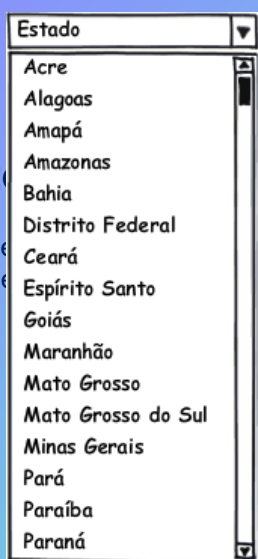 Estado
Acre
Alagoas
Amapá
Amazonas
Bahia
Distrito Federal
Ceará
Espírito Santo
Goiás
Maranhão
Mato Grosso
Mato Grosso do Sul
Minas Gerais
Pará
Paraíba
Paraná